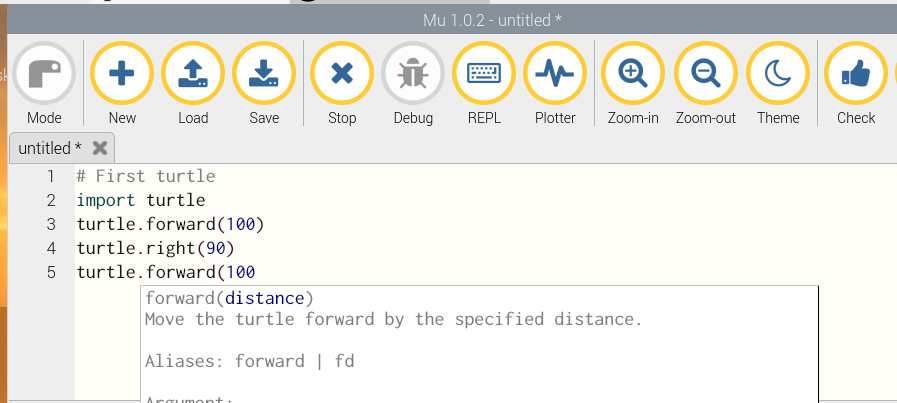 Mu 1.0.2 - untitled *
Mode New Load Save Stop Debug REPL Plotter Zoom-in Zoom-out Theme Check
untitled *
1 # First turtle
2 import turtle
3 turtle.forward(100)
4 turtle.right(90)
5 turtle.forward(100
forward(distance)
Move the turtle forward by the specified distance.
Aliases: forward | fd
Argument: